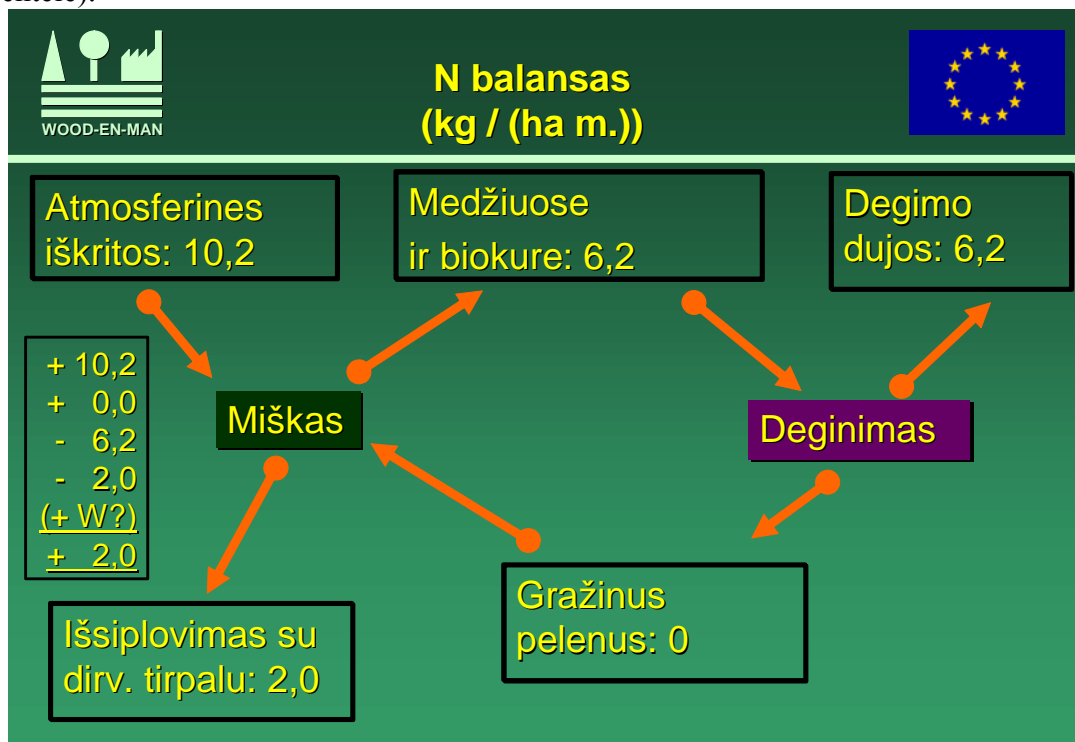 WOOD-EN-MAN
N balansas
(kg / (ha m.))
Atmosferines
iškritos: 10,2
Medžiuose
ir biokure: 6,2
Degimo
dujos: 6,2
+ 10,2
+ 0,0
- 6,2
- 2,0
(+ W?)
+ 2,0
Miškas
Deginimas
Gražinus
pelenus: 0
Išsiplovimas su
dirv. tirpalu: 2,0